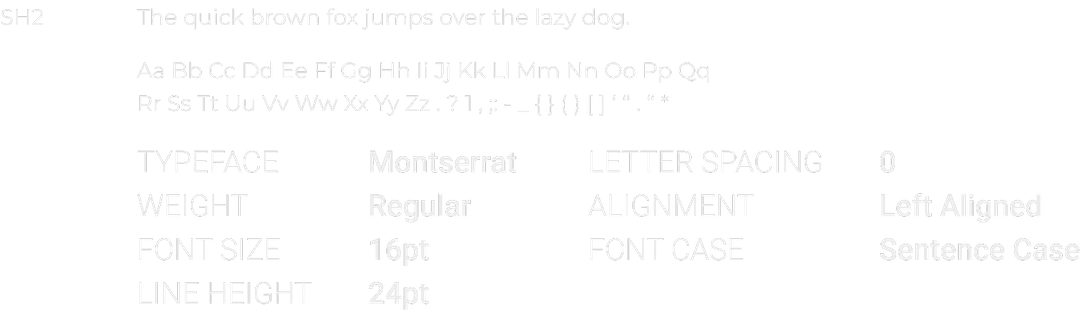 SH2 The quick brown fox jumps over the lazy dog.
Aa Bb Cc Dd Ee Ff Gg Hh Ii Jj Kk Ll Mm Nn Oo Pp Qq
Rr Ss Tt Uu Vv Ww Xx Yy Zz . ? 1 , ;: - _ { } ( ) [ ] ‘ “ . ” *
TYPEFACE Montserrat LETTER SPACING 0
WEIGHT Regular ALIGNMENT Left Aligned
FONT SIZE 16pt FONT CASE Sentence Case
LINE HEIGHT 24pt